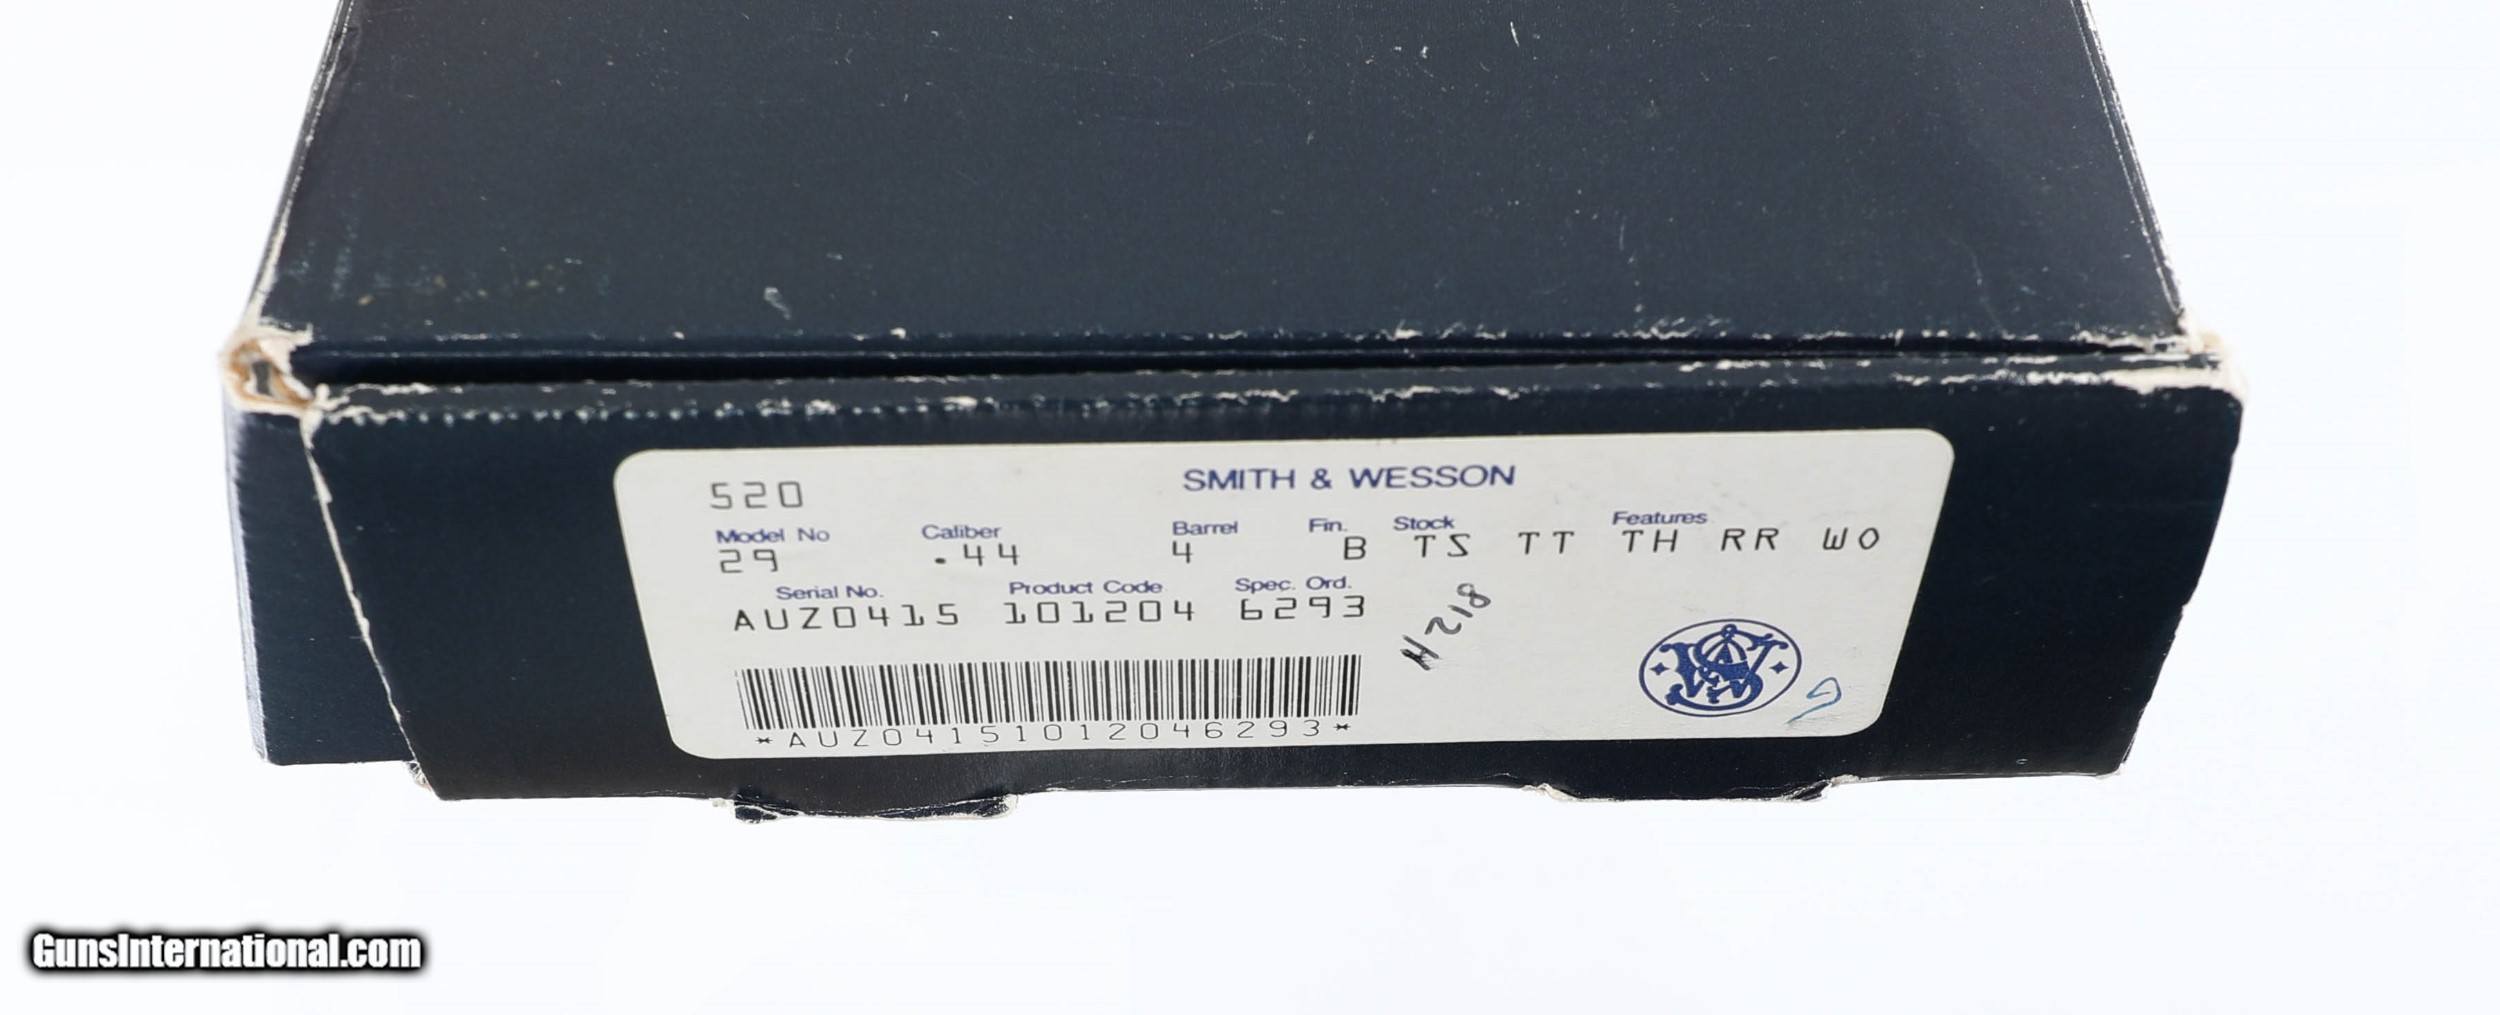 520 SMITH & WESSON
Model No Caliber Barrel Fin. Stock Features
29 .44 4 B TS TT TH RR WO
Serial No. Product Code Spec. Ord.
AUZ0415 101204 6293
H218
*AUZ04151012046293*
GunsInternational.com